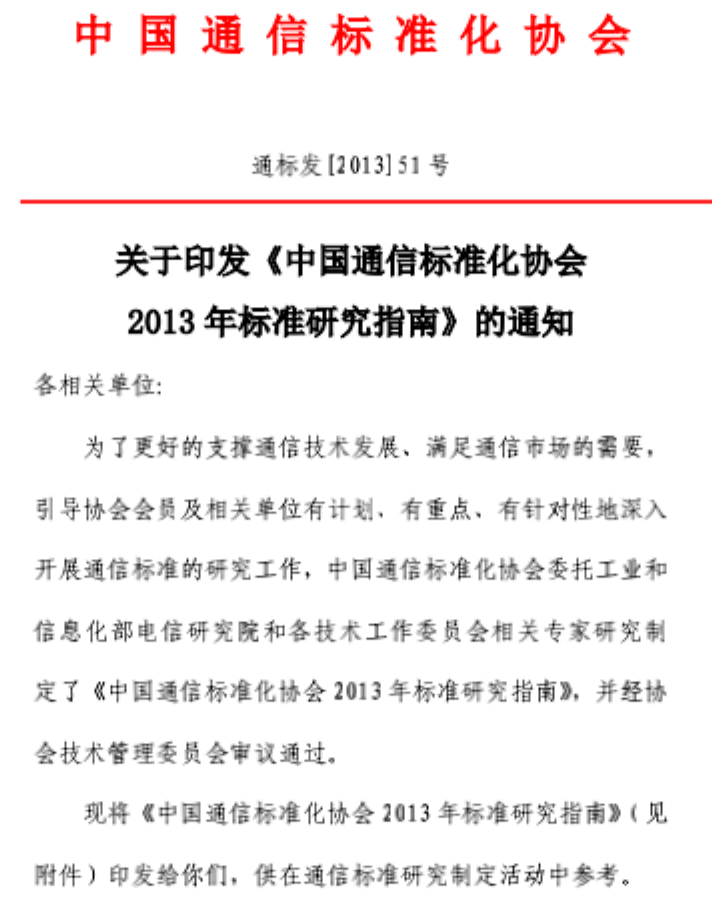 中国通信标准化协会
通标发[2013]51号
关于印发《中国通信标准化协会
2013年标准研究指南》的通知
各相关单位:
为了更好的支撑通信技术发展、满足通信市场的需要，
引导协会会员及相关单位有计划、有重点、有针对性地深入
开展通信标准的研究工作，中国通信标准化协会委托工业和
信息化部电信研究院和各技术工作委员会相关专家研究制
定了《中国通信标准化协会2013年标准研究指南》，并经协
会技术管理委员会审议通过。
现将《中国通信标准化协会2013年标准研究指南》（见
附件）印发给你们，供在通信标准研究制定活动中参考。